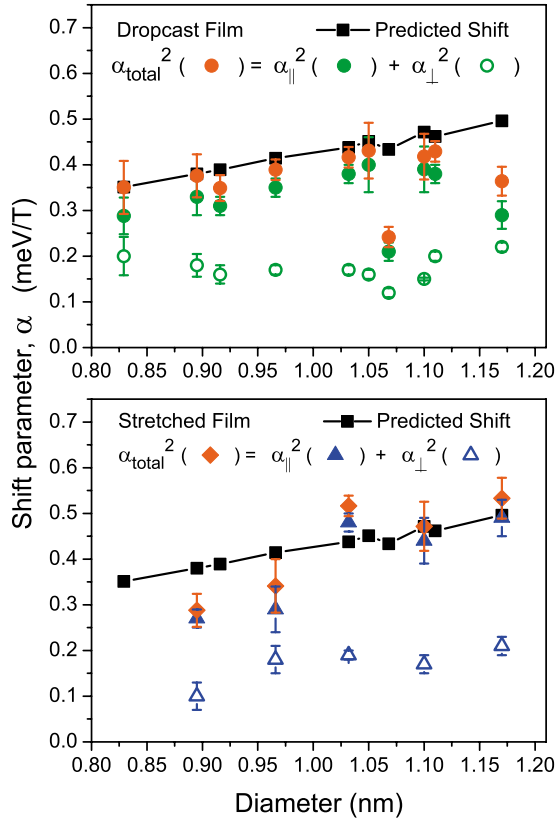 0.7
Dropcast Film Predicted Shift
α_total² ( ) = α_∥² ( ) + α_⊥² ( )
0.6
0.5
0.4
0.3
0.2
0.1
0.0
0.80 0.85 0.90 0.95 1.00 1.05 1.10 1.15 1.20
Shift parameter, α (meV/T)
0.7
Stretched Film Predicted Shift
α_total² ( ) = α_∥² ( ) + α_⊥² ( )
0.6
0.5
0.4
0.3
0.2
0.1
0.0
0.80 0.85 0.90 0.95 1.00 1.05 1.10 1.15 1.20
Diameter (nm)